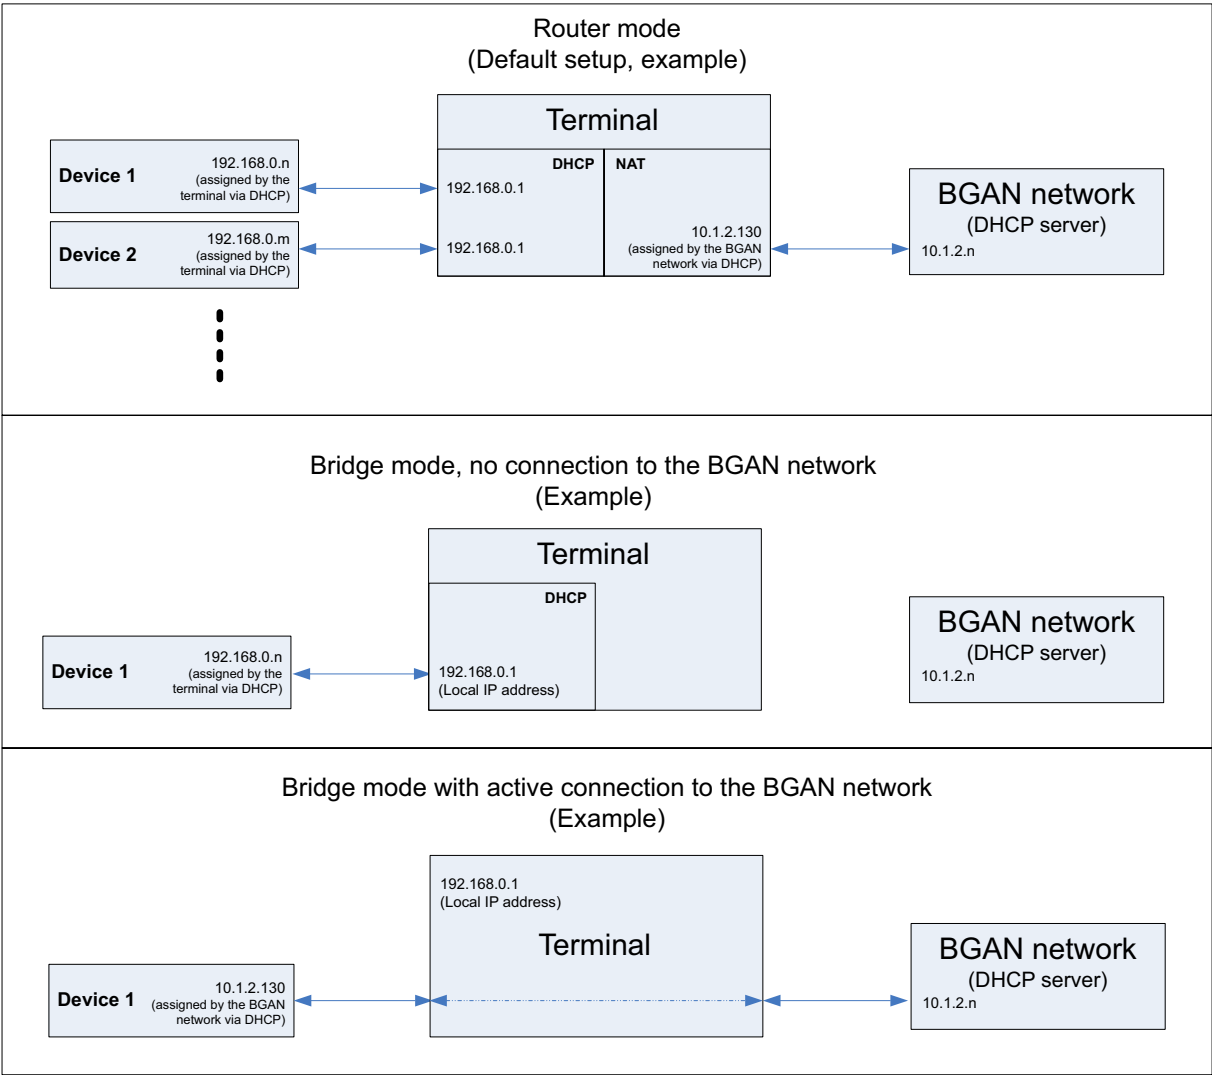 Router mode
(Default setup, example)
Terminal
DHCP
NAT
Device 1
192.168.0.n
(assigned by the
terminal via DHCP)
192.168.0.1
Device 2
192.168.0.m
(assigned by the
terminal via DHCP)
192.168.0.1
10.1.2.130
(assigned by the BGAN
network via DHCP)
BGAN network
(DHCP server)
10.1.2.n
Bridge mode, no connection to the BGAN network
(Example)
Terminal
DHCP
Device 1
192.168.0.n
(assigned by the
terminal via DHCP)
192.168.0.1
(Local IP address)
BGAN network
(DHCP server)
10.1.2.n
Bridge mode with active connection to the BGAN network
(Example)
192.168.0.1
(Local IP address)
Terminal
Device 1
10.1.2.130
(assigned by the BGAN
network via DHCP)
BGAN network
(DHCP server)
10.1.2.n